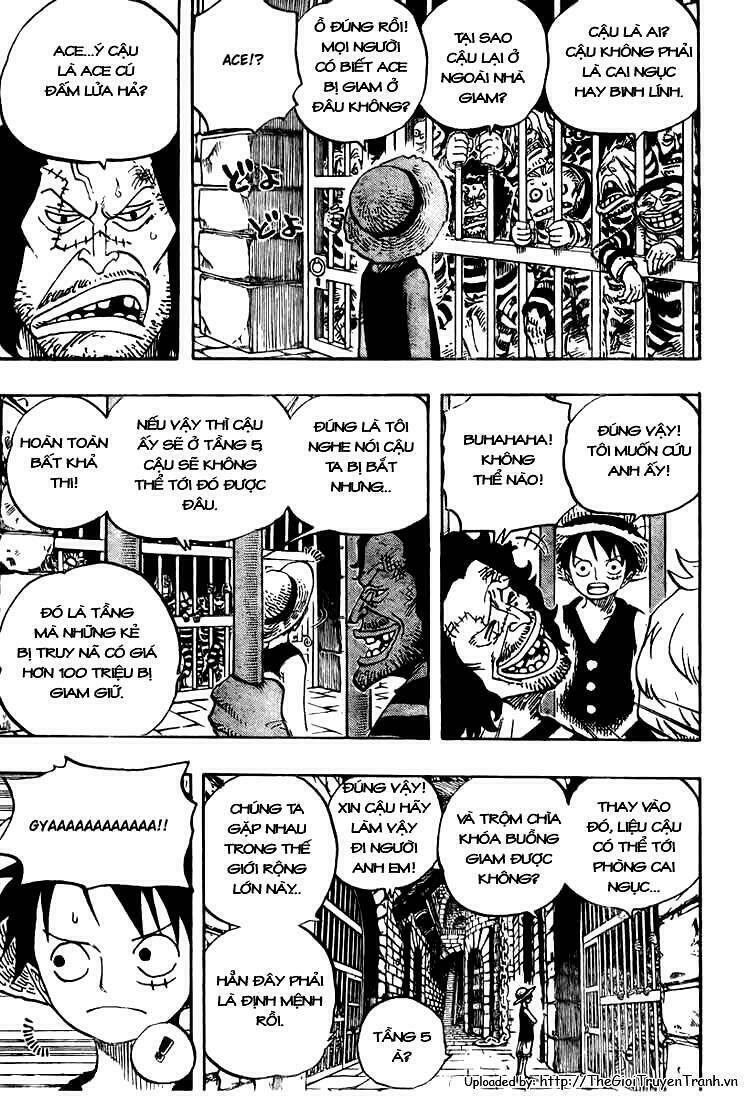 CẬU LÀ AI?
CẬU KHÔNG PHẢI
LÀ CAI NGỤC
HAY BINH LÍNH.
TẠI SAO
CẬU LẠI Ở
NGOÀI NHÀ
GIAM?
Ồ ĐÚNG RỒI!
MỌI NGƯỜI
CÓ BIẾT ACE
BỊ GIAM Ở
ĐÂU KHÔNG?
ACE!?
どよ
どよ
ACE...Ý CẬU
LÀ ACE CÚ
ĐẤM LỬA HẢ?
ĐÚNG VẬY!
TÔI MUỐN CỨU
ANH ẤY!
BUHAHAHA!
KHÔNG
THỂ NÀO!
ĐÚNG LÀ TÔI
NGHE NÓI CẬU
TA BỊ BẮT
NHƯNG..
NẾU VẬY THÌ CẬU
ẤY SẼ Ở TẦNG 5,
CẬU SẼ KHÔNG
THỂ TỚI ĐÓ ĐƯỢC
ĐÂU.
HOÀN TOÀN
BẤT KHẢ
THI!
ĐÓ LÀ TẦNG
MÀ NHỮNG KẺ
BỊ TRUY NÃ CÓ GIÁ
HƠN 100 TRIỆU BỊ
GIAM GIỮ.
THAY VÀO
ĐÓ, LIỆU CẬU
CÓ THỂ TỚI
PHÒNG CAI
NGỤC...
VÀ TRỘM CHÌA
KHÓA BUỒNG
GIAM ĐƯỢC
KHÔNG?
ĐÚNG VẬY!
XIN CẬU HÃY
LÀM VẬY
ĐI NGƯỜI
ANH EM!
CHÚNG TA
GẶP NHAU
TRONG THẾ
GIỚI RỘNG
LỚN NÀY..
HẲN ĐÂY PHẢI
LÀ ĐỊNH MỆNH
RỒI.
TẦNG 5
À?
GYAAAAAAAAAAAA!!
!
Uploaded by: http://TheGioiTruyenTranh.vn